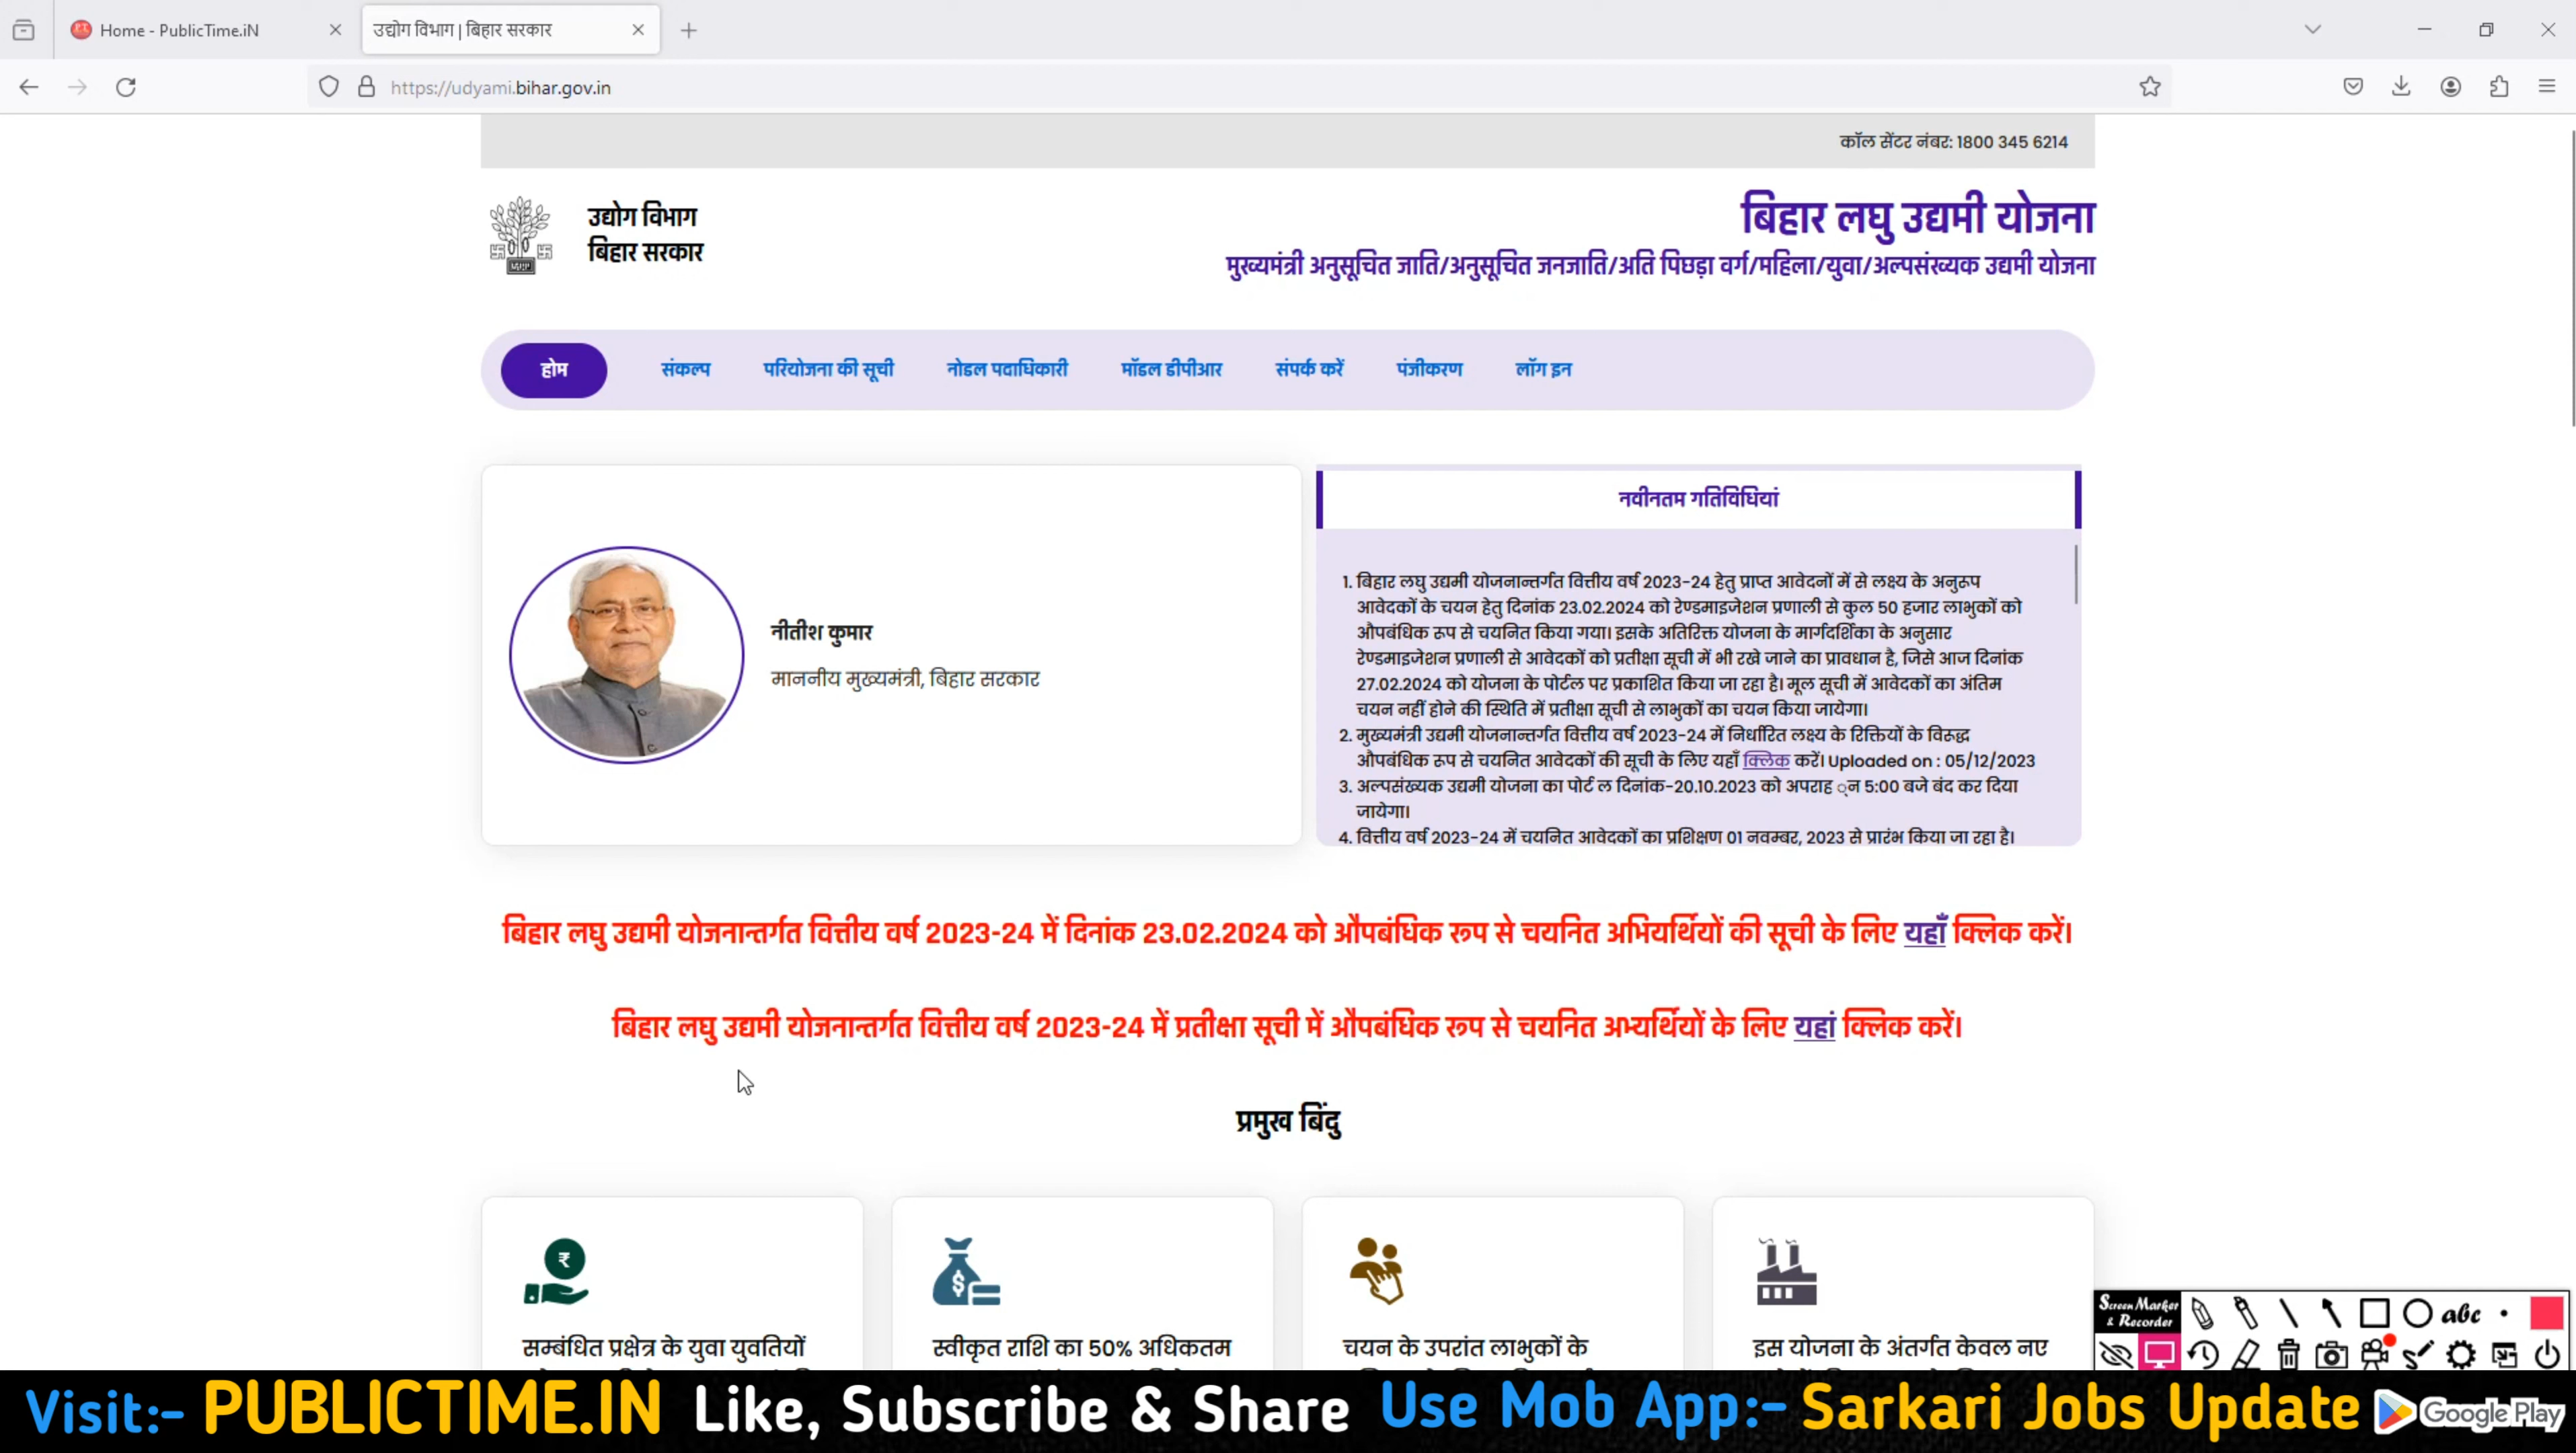 Home - PublicTime.iN
उद्योग विभाग | बिहार सरकार
https://udyami.bihar.gov.in
कॉल सेंटर नंबर: 1800 345 6214
उद्योग विभाग
बिहार सरकार
बिहार लघु उद्यमी योजना
मुख्यमंत्री अनुसूचित जाति/अनुसूचित जनजाति/अति पिछड़ा वर्ग/महिला/युवा/अल्पसंख्यक उद्यमी योजना
होम संकल्प परियोजना की सूची नोडल पदाधिकारी मॉडल डीपीआर संपर्क करें पंजीकरण लॉग इन
नीतीश कुमार
माननीय मुख्यमंत्री, बिहार सरकार
नवीनतम गतिविधियां
1. बिहार लघु उद्यमी योजनान्तर्गत वित्तीय वर्ष 2023-24 हेतु प्राप्त आवेदनों में से लक्ष्य के अनुरूप
आवेदकों के चयन हेतु दिनांक 23.02.2024 को रेण्डमाइजेशन प्रणाली से कुल 50 हजार लाभुकों को
औपबंधिक रूप से चयनित किया गया। इसके अतिरिक्त योजना के मार्गदर्शिका के अनुसार
रेण्डमाइजेशन प्रणाली से आवेदकों को प्रतीक्षा सूची में भी रखे जाने का प्रावधान है, जिसे आज दिनांक
27.02.2024 को योजना के पोर्टल पर प्रकाशित किया जा रहा है। मूल सूची में आवेदकों का अंतिम
चयन नहीं होने की स्थिति में प्रतीक्षा सूची से लाभुकों का चयन किया जायेगा।
2. मुख्यमंत्री उद्यमी योजनान्तर्गत वित्तीय वर्ष 2023-24 में निर्धारित लक्ष्य के रिक्तियों के विरूद्ध
औपबंधिक रूप से चयनित आवेदकों की सूची के लिए यहाँ क्लिक करें। Uploaded on : 05/12/2023
3. अल्पसंख्यक उद्यमी योजना का पोर्ट ल दिनांक-20.10.2023 को अपराह ्न 5:00 बजे बंद कर दिया
जायेगा।
4. वित्तीय वर्ष 2023-24 में चयनित आवेदकों का प्रशिक्षण 01 नवम्बर, 2023 से प्रारंभ किया जा रहा है।
बिहार लघु उद्यमी योजनान्तर्गत वित्तीय वर्ष 2023-24 में दिनांक 23.02.2024 को औपबंधिक रूप से चयनित अभियर्थियों की सूची के लिए यहाँ क्लिक करें।
बिहार लघु उद्यमी योजनान्तर्गत वित्तीय वर्ष 2023-24 में प्रतीक्षा सूची में औपबंधिक रूप से चयनित अभ्यर्थियों के लिए यहां क्लिक करें।
प्रमुख बिंदु
सम्बंधित प्रक्षेत्र के युवा युवतियों
स्वीकृत राशि का 50% अधिकतम
चयन के उपरांत लाभुकों के
इस योजना के अंतर्गत केवल नए
Screen Marker
& Recorder
abc
Visit:- PUBLICTIME.IN Like, Subscribe & Share Use Mob App:- Sarkari Jobs Update Google Play